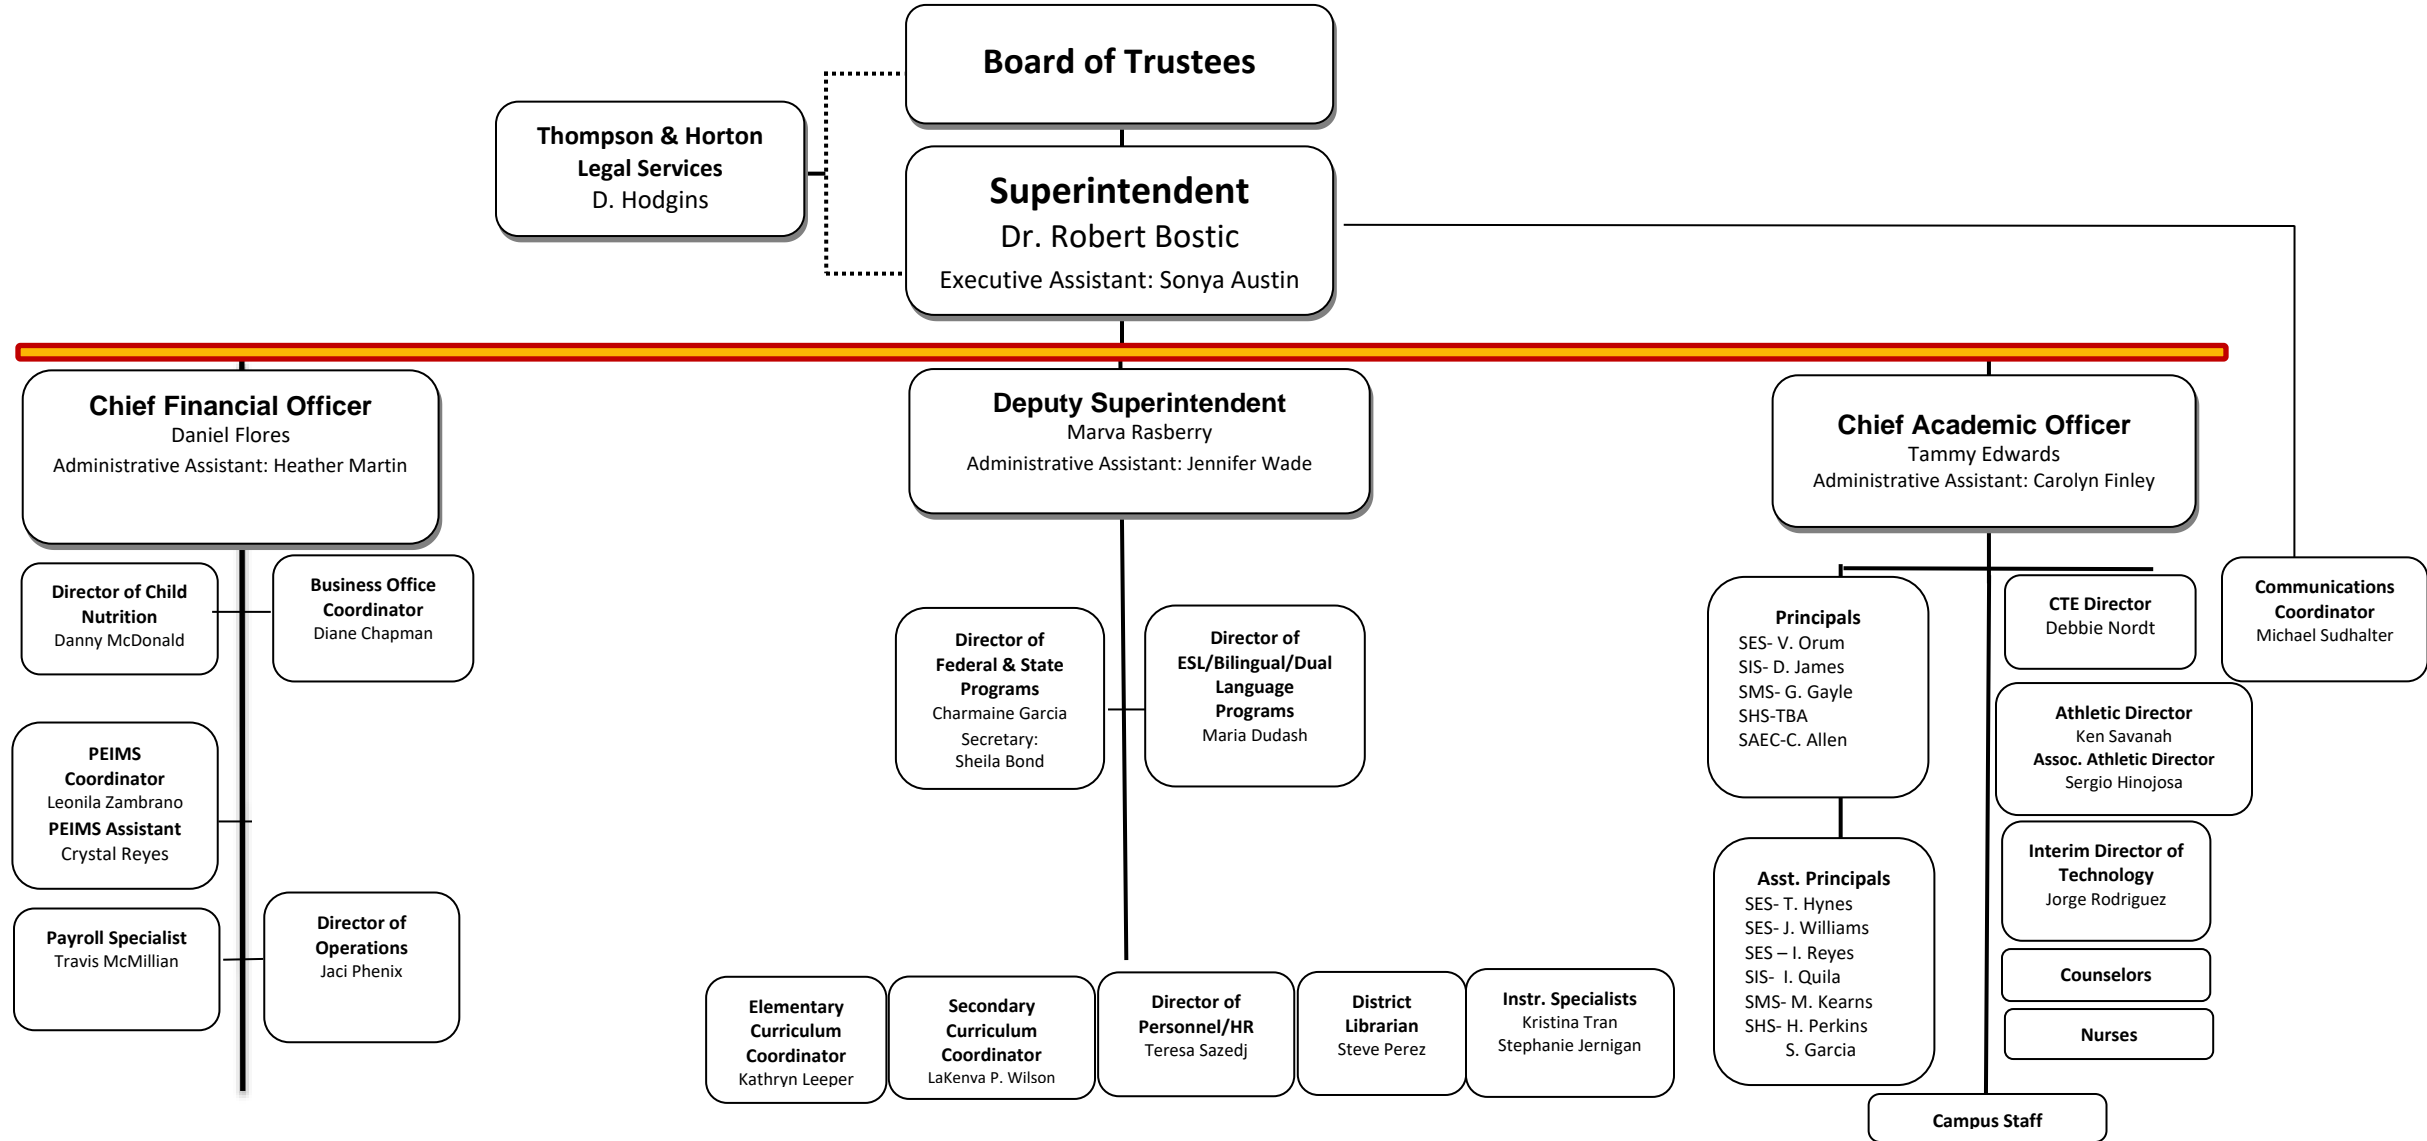 Board of Trustees
Thompson & Horton
Legal Services
D. Hodgins
Superintendent
Dr. Robert Bostic
Executive Assistant: Sonya Austin
Chief Financial Officer
Daniel Flores
Administrative Assistant: Heather Martin
Deputy Superintendent
Marva Rasberry
Administrative Assistant: Jennifer Wade
Chief Academic Officer
Tammy Edwards
Administrative Assistant: Carolyn Finley
Director of Child
Nutrition
Danny McDonald
Business Office
Coordinator
Diane Chapman
PEIMS
Coordinator
Leonila Zambrano
PEIMS Assistant
Crystal Reyes
Payroll Specialist
Travis McMillian
Director of
Operations
Jaci Phenix
Director of
Federal & State
Programs
Charmaine Garcia
Secretary:
Sheila Bond
Director of
ESL/Bilingual/Dual
Language
Programs
Maria Dudash
Elementary
Curriculum
Coordinator
Kathryn Leeper
Secondary
Curriculum
Coordinator
LaKenva P. Wilson
Director of
Personnel/HR
Teresa Sazedj
District
Librarian
Steve Perez
Instr. Specialists
Kristina Tran
Stephanie Jernigan
Principals
SES- V. Orum
SIS- D. James
SMS- G. Gayle
SHS-TBA
SAEC-C. Allen
Asst. Principals
SES- T. Hynes
SES- J. Williams
SES – I. Reyes
SIS-  I. Quila
SMS- M. Kearns
SHS- H. Perkins
S. Garcia
CTE Director
Debbie Nordt
Athletic Director
Ken Savanah
Assoc. Athletic Director
Sergio Hinojosa
Interim Director of
Technology
Jorge Rodriguez
Counselors
Nurses
Campus Staff
Communications
Coordinator
Michael Sudhalter